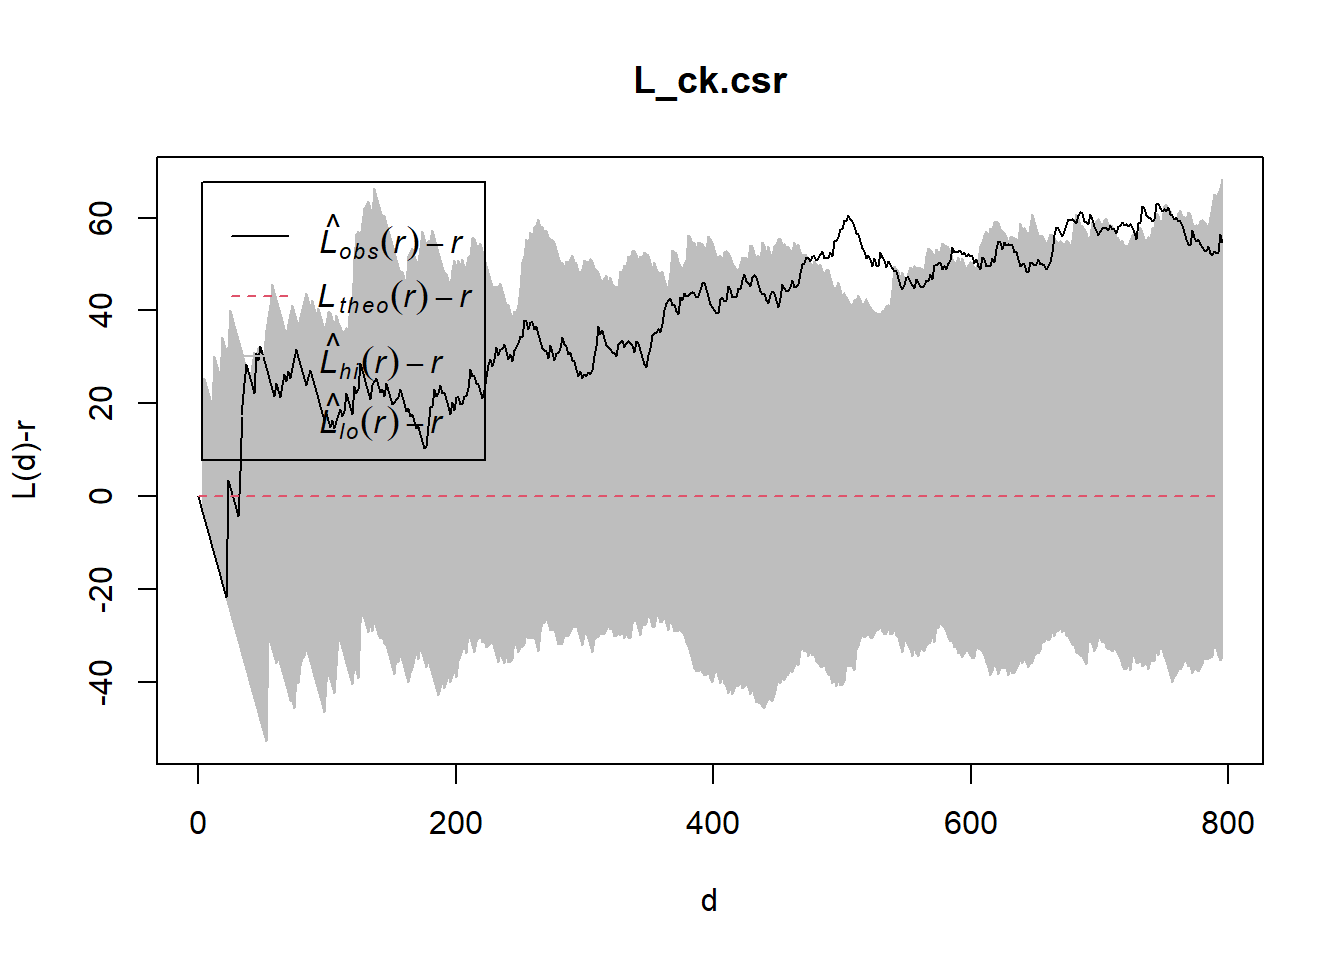 L_ck.csr
L̂obs(r) – r
Ltheo(r) – r
L̂hi(r) – r
L̂lo(r) – r
L(d)-r
60
40
20
0
-20
-40
0 200 400 600 800
d